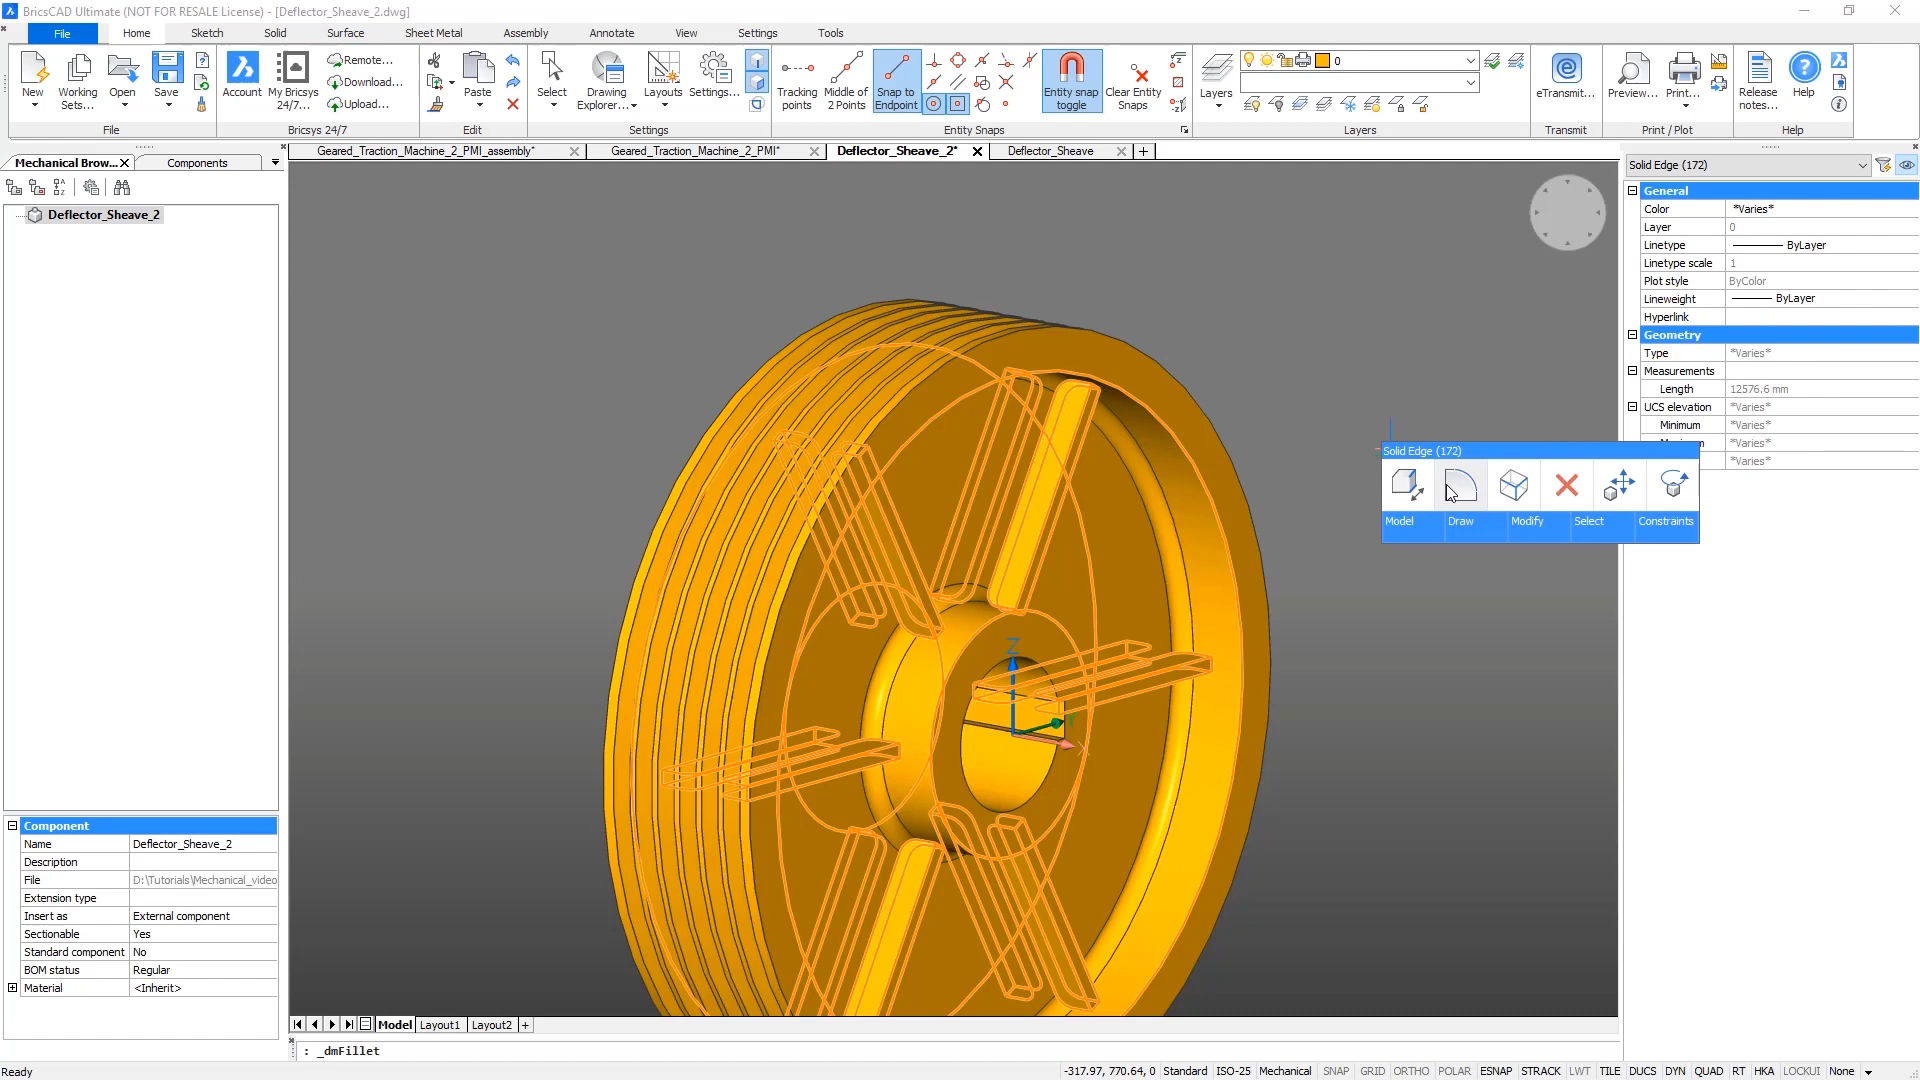 BricsCAD Ultimate (NOT FOR RESALE License) - [Deflector_Sheave_2.dwg]
File Home Sketch Solid Surface Sheet Metal Assembly Annotate View Settings Tools
New Working Sets... Open Save
Account My Bricsys 24/7... Remote... Download... Upload...
Paste
Select Drawing Explorer... Layouts Settings...
Tracking points Middle of 2 Points Snap to Endpoint Entity snap toggle Clear Entity Snaps
Layers 0
eTransmit... Preview... Print... Release notes... Help
File Bricsys 24/7 Edit Settings Entity Snaps Layers Transmit Print / Plot Help
Mechanical Brow... Components
Geared_Traction_Machine_2_PMI_assembly* Geared_Traction_Machine_2_PMI* Deflector_Sheave_2* Deflector_Sheave
Deflector_Sheave_2
Solid Edge (172)
General
Color *Varies*
Layer 0
Linetype ByLayer
Linetype scale 1
Plot style ByColor
Lineweight ByLayer
Hyperlink
Geometry
Type *Varies*
Measurements
Length 12576.6 mm
UCS elevation *Varies*
Minimum *Varies*
*Varies*
*Varies*
Solid Edge (172)
Model Draw Modify Select Constraints
Z
Y
X
Component
Name Deflector_Sheave_2
Description
File D:\Tutorials\Mechanical_video
Extension type
Insert as External component
Sectionable Yes
Standard component No
BOM status Regular
Material <Inherit>
Model Layout1 Layout2
: _dmFillet
Ready -317.97, 770.64, 0 Standard ISO-25 Mechanical SNAP GRID ORTHO POLAR ESNAP STRACK LWT TILE DUCS DYN QUAD RT HKA LOCKUI None